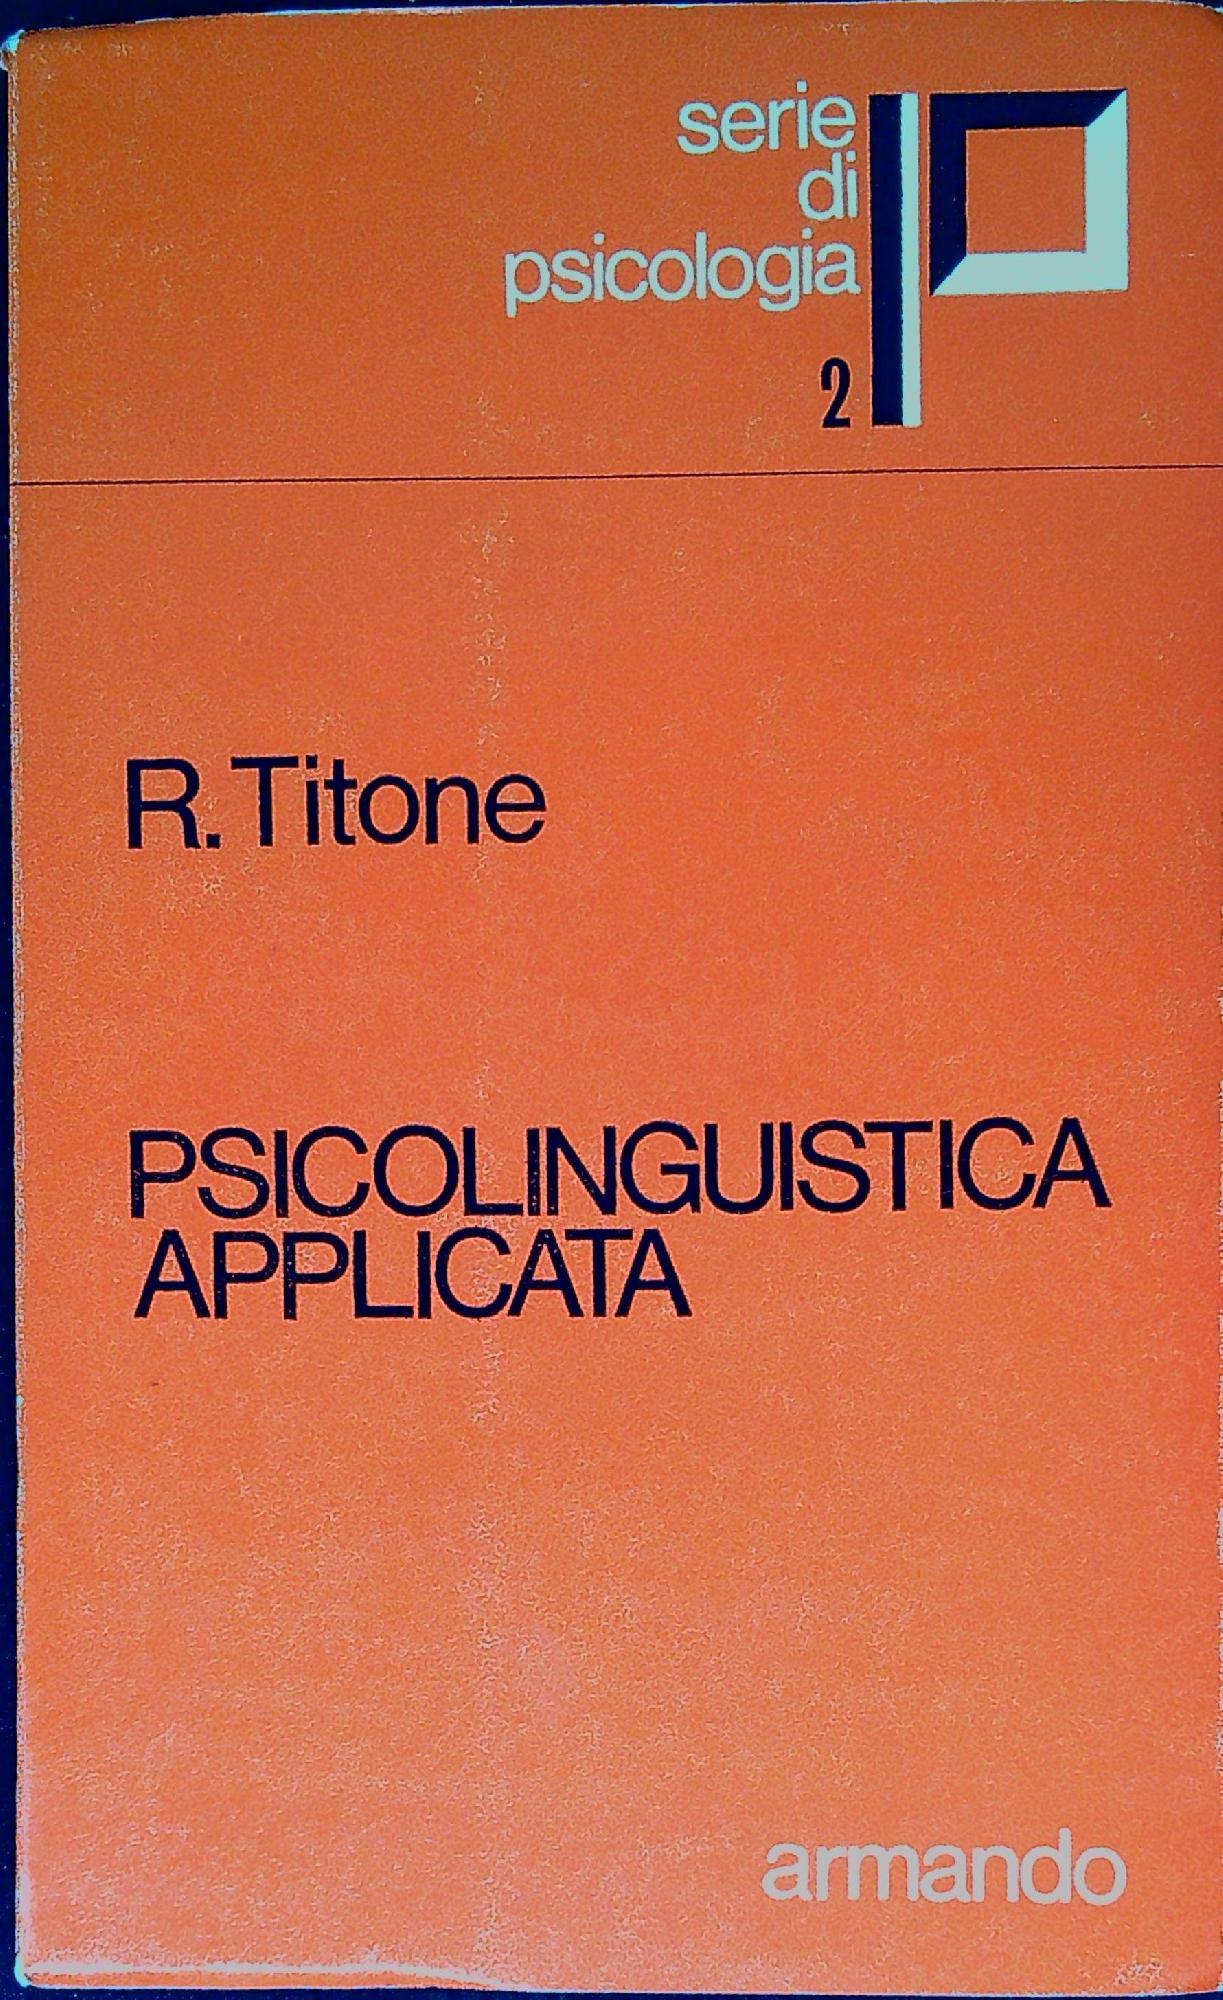 serie
di
psicologia
2
R. Titone
PSICOLINGUISTICA
APPLICATA
armando